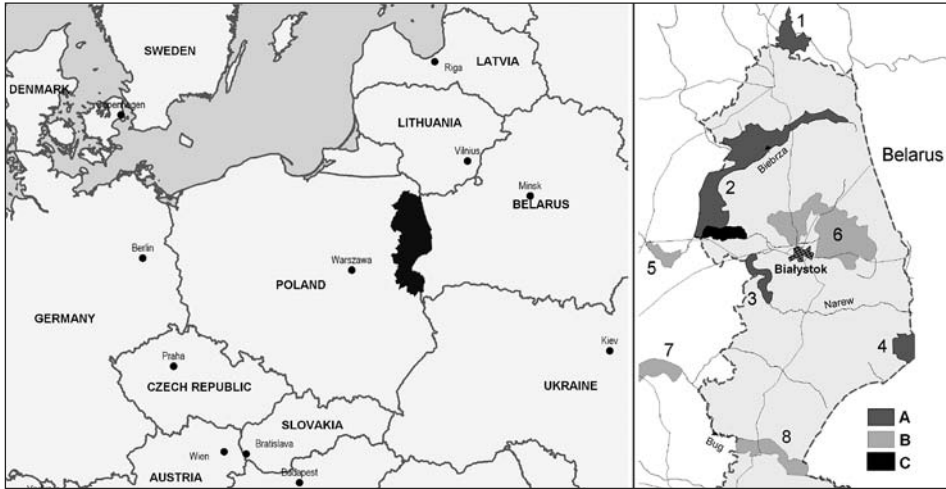 SWEDEN
DENMARK
Copenhagen
Riga
LATVIA
LITHUANIA
Vilnius
Minsk
BELARUS
Berlin
Warszawa
POLAND
GERMANY
Praha
CZECH REPUBLIC
Kiev
UKRAINE
SLOVAKIA
Wien
Bratislava
AUSTRIA
Budapest
1
Biebrza
Belarus
2
6
5
Białystok
3
Narew
4
7
8
Bug
A
B
C